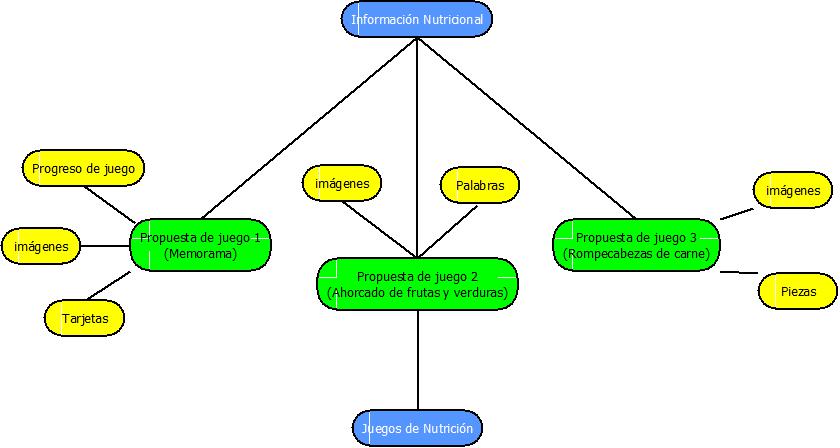 Información Nutricional
Progreso de juego
imágenes
Palabras
imágenes
imágenes
Propuesta de juego 1
(Memorama)
Propuesta de juego 3
(Rompecabezas de carne)
Propuesta de juego 2
(Ahorcado de frutas y verduras)
Tarjetas
Piezas
Juegos de Nutrición